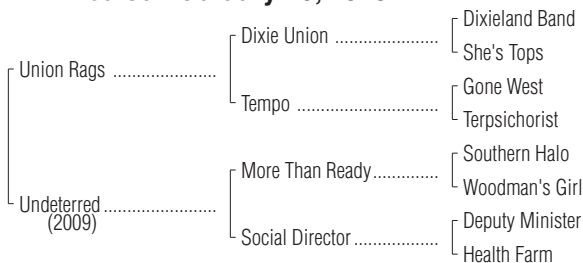 Dixieland Band
Dixie Union ......................
She's Tops
Union Rags ......................
Gone West
Tempo ..............................
Terpsichorist
Southern Halo
More Than Ready..............
Woodman's Girl
Undeterred ........................
(2009)
Deputy Minister
Social Director ..................
Health Farm